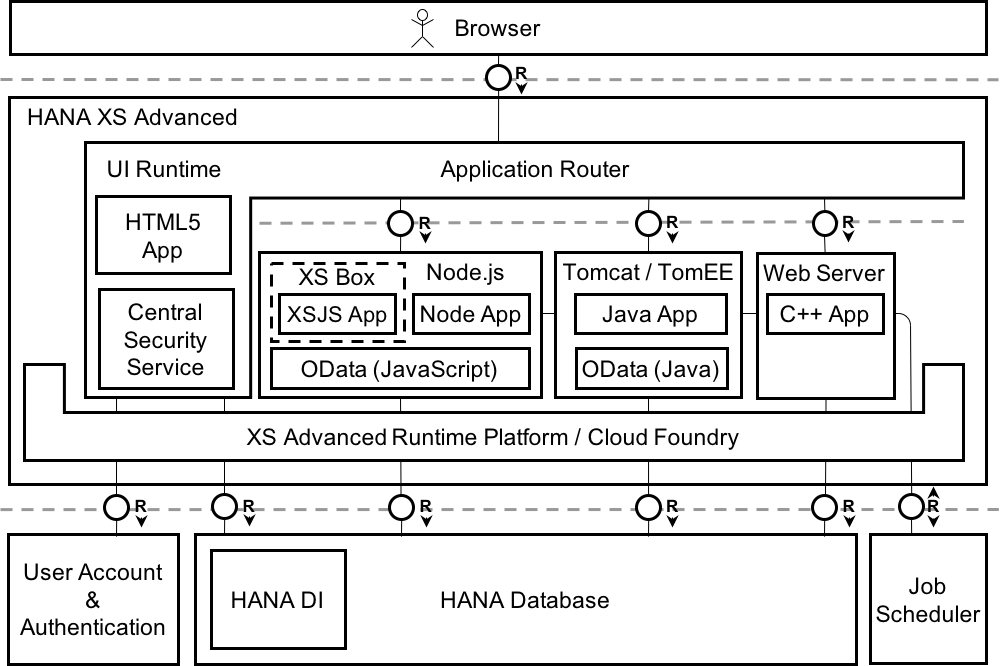 Browser
R
HANA XS Advanced
UI Runtime
Application Router
HTML5
App
R
R
R
XS Box
Node.js
Tomcat / TomEE
Web Server
XSJS App
Node App
Java App
C++ App
Central
Security
Service
OData (JavaScript)
OData (Java)
XS Advanced Runtime Platform / Cloud Foundry
R
R
R
R
R
R
User Account
&
Authentication
HANA DI
HANA Database
Job
Scheduler